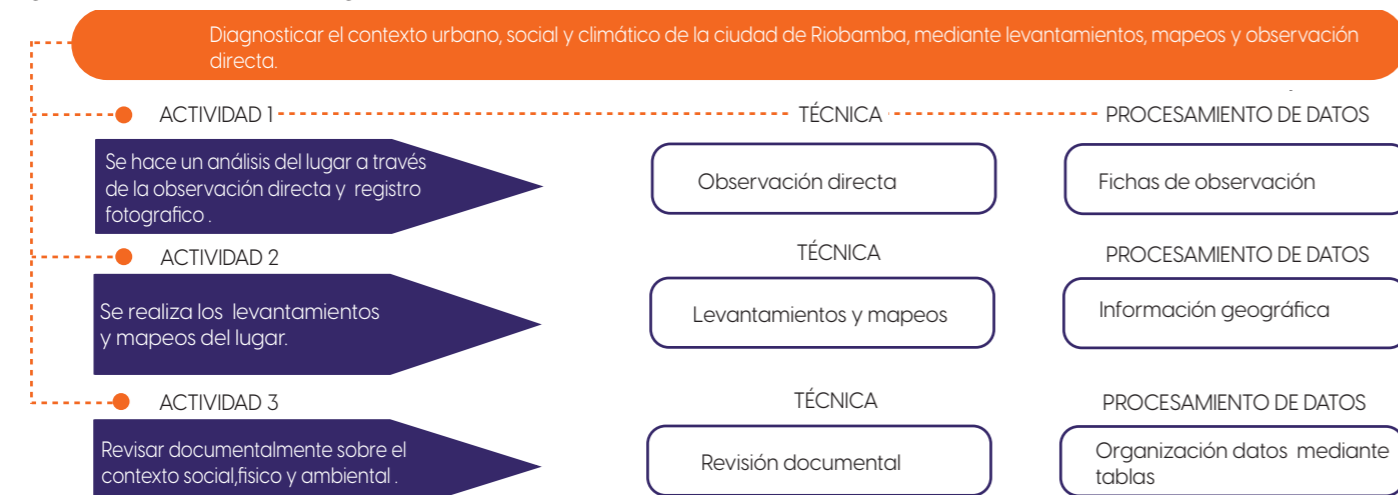 Diagnosticar el contexto urbano, social y climático de la ciudad de Riobamba, mediante levantamientos, mapeos y observación
directa.
ACTIVIDAD 1
TÉCNICA
PROCESAMIENTO DE DATOS
Se hace un análisis del lugar a través
de la observación directa y registro
fotografico .
Observación directa
Fichas de observación
ACTIVIDAD 2
TÉCNICA
PROCESAMIENTO DE DATOS
Se realiza los levantamientos
y mapeos del lugar.
Levantamientos y mapeos
Información geográfica
ACTIVIDAD 3
TÉCNICA
PROCESAMIENTO DE DATOS
Revisar documentalmente sobre el
contexto social,fisico y ambiental .
Revisión documental
Organización datos mediante
tablas